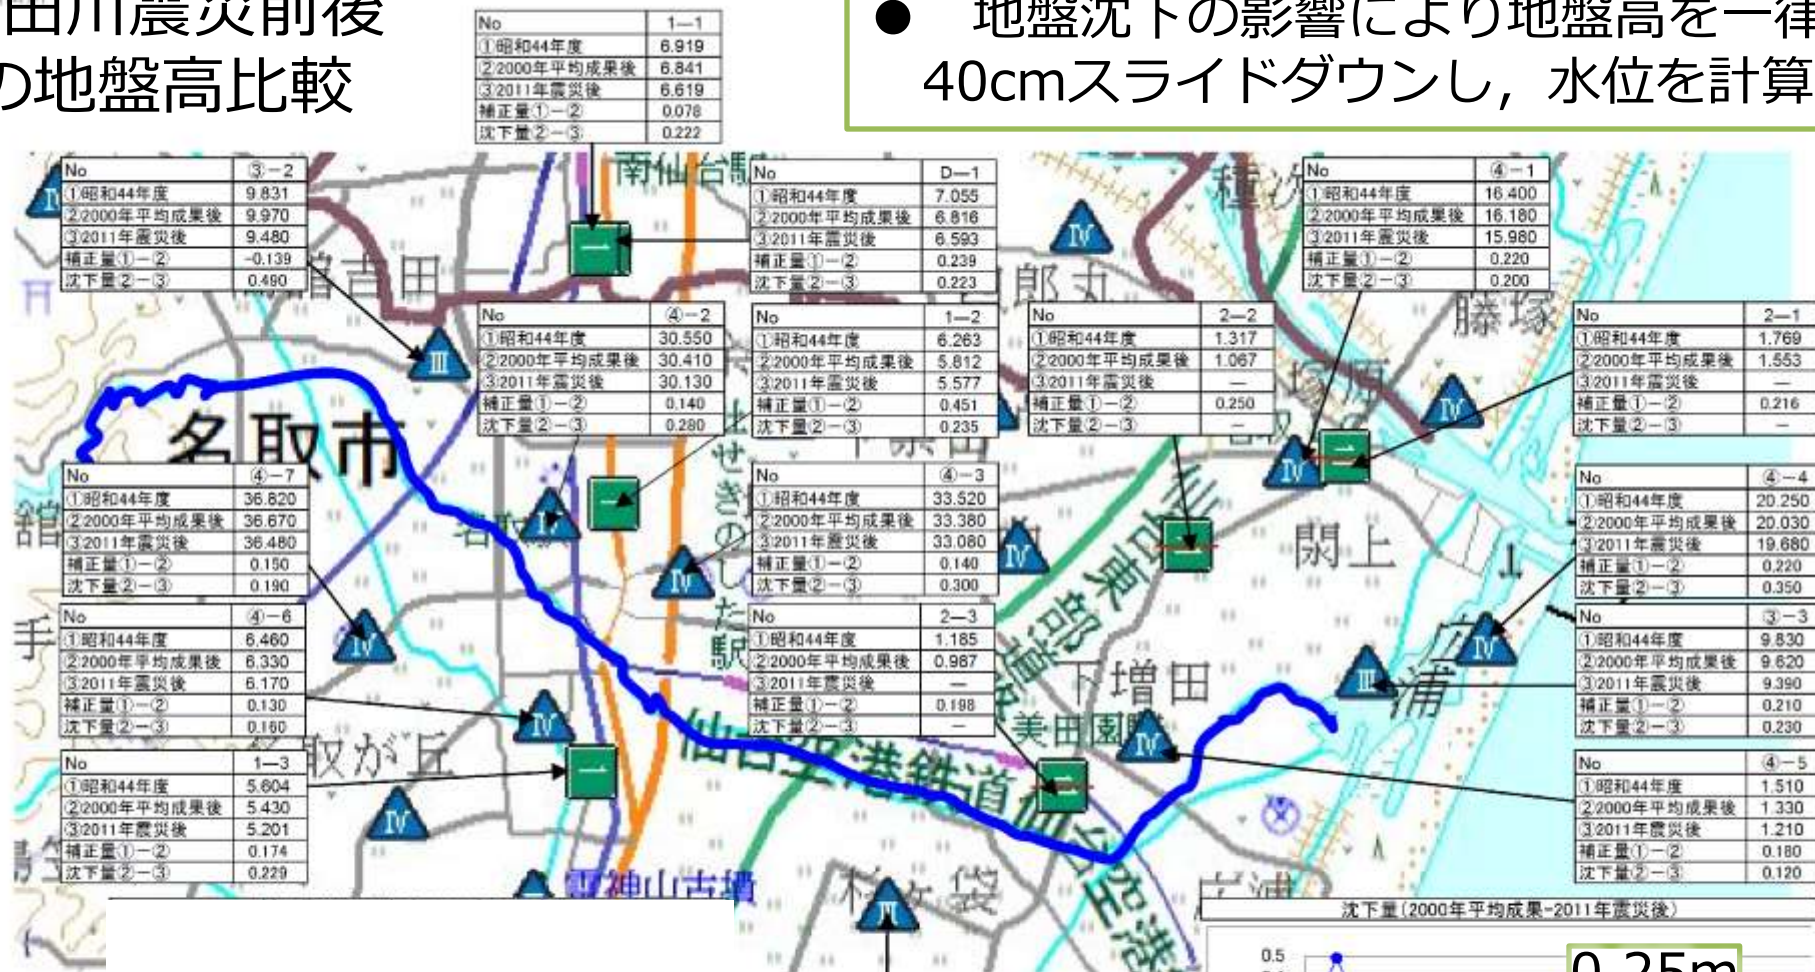 田川震災前後
の地盤高比較
● 地盤沈下の影響により地盤高を一律
40cmスライドダウンし，水位を計算
No 1―1
①昭和44年度 6.919
②2000年平均成果後 6.841
③2011年震災後 6.619
補正量①－② 0.078
沈下量②－③ 0.222
No ③－2
①昭和44年度 9.831
②2000年平均成果後 9.970
③2011年震災後 9.480
補正量①－② -0.139
沈下量②－③ 0.490
No D―1
①昭和44年度 7.055
②2000年平均成果後 6.816
③2011年震災後 6.593
補正量①－② 0.239
沈下量②－③ 0.223
No ④－1
①昭和44年度 16.400
②2000年平均成果後 16.180
③2011年震災後 15.980
補正量①－② 0.220
沈下量②－③ 0.200
No ④－2
①昭和44年度 30.550
②2000年平均成果後 30.410
③2011年震災後 30.130
補正量①－② 0.140
沈下量②－③ 0.280
No 1―2
①昭和44年度 6.263
②2000年平均成果後 5.812
③2011年震災後 5.577
補正量①－② 0.451
沈下量②－③ 0.235
No 2―2
①昭和44年度 1.317
②2000年平均成果後 1.067
③2011年震災後 ―
補正量①－② 0.250
沈下量②－③ －
No 2―1
①昭和44年度 1.769
②2000年平均成果後 1.553
③2011年震災後 ―
補正量①－② 0.216
沈下量②－③ －
No ④－7
①昭和44年度 36.820
②2000年平均成果後 36.670
③2011年震災後 36.480
補正量①－② 0.150
沈下量②－③ 0.190
No ④－3
①昭和44年度 33.520
②2000年平均成果後 33.380
③2011年震災後 33.080
補正量①－② 0.140
沈下量②－③ 0.300
No ④－4
①昭和44年度 20.250
②2000年平均成果後 20.030
③2011年震災後 19.680
補正量①－② 0.220
沈下量②－③ 0.350
No ④－6
①昭和44年度 6.460
②2000年平均成果後 6.330
③2011年震災後 6.170
補正量①－② 0.130
沈下量②－③ 0.160
No 2―3
①昭和44年度 1.185
②2000年平均成果後 0.987
③2011年震災後 ―
補正量①－② 0.198
沈下量②－③ －
No ③－3
①昭和44年度 9.830
②2000年平均成果後 9.620
③2011年震災後 9.390
補正量①－② 0.210
沈下量②－③ 0.230
No 1―3
①昭和44年度 5.604
②2000年平均成果後 5.430
③2011年震災後 5.201
補正量①－② 0.174
沈下量②－③ 0.229
No ④－5
①昭和44年度 1.510
②2000年平均成果後 1.330
③2011年震災後 1.210
補正量①－② 0.180
沈下量②－③ 0.120
南仙台駅
郎丸
藤塚
名取市
閖上
下増田
美田園
仙台東部道路
仙台空港鉄道
仙台空港
取が丘
雷神山古墳
杉ヶ袋
広浦
沈下量(2000年平均成果-2011年震災後)
0.5
0.25m